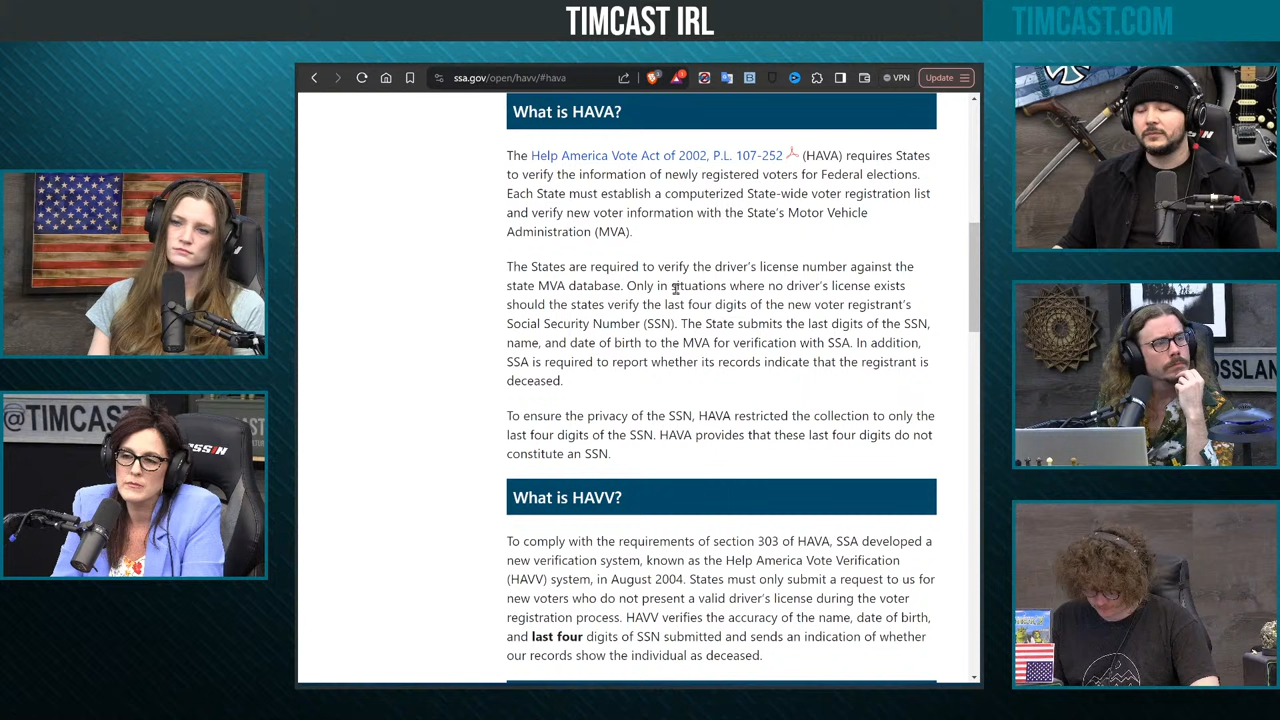 TIMCAST IRL
TIMCAST.COM
ssa.gov/open/havv/#hava
VPN
Update
What is HAVA?
The Help America Vote Act of 2002, P.L. 107-252 (HAVA) requires States
to verify the information of newly registered voters for Federal elections.
Each State must establish a computerized State-wide voter registration list
and verify new voter information with the State's Motor Vehicle
Administration (MVA).
The States are required to verify the driver's license number against the
state MVA database. Only in situations where no driver's license exists
should the states verify the last four digits of the new voter registrant's
Social Security Number (SSN). The State submits the last digits of the SSN,
name, and date of birth to the MVA for verification with SSA. In addition,
SSA is required to report whether its records indicate that the registrant is
deceased.
To ensure the privacy of the SSN, HAVA restricted the collection to only the
last four digits of the SSN. HAVA provides that these last four digits do not
constitute an SSN.
What is HAVV?
To comply with the requirements of section 303 of HAVA, SSA developed a
new verification system, known as the Help America Vote Verification
(HAVV) system, in August 2004. States must only submit a request to us for
new voters who do not present a valid driver's license during the voter
registration process. HAVV verifies the accuracy of the name, date of birth,
and last four digits of SSN submitted and sends an indication of whether
our records show the individual as deceased.
@TIMCAST